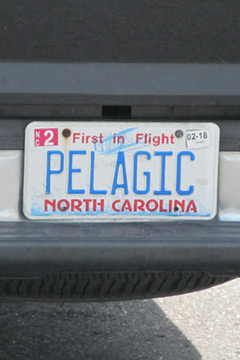 NC 2 First in Flight 02-18
PELAGIC
NORTH CAROLINA